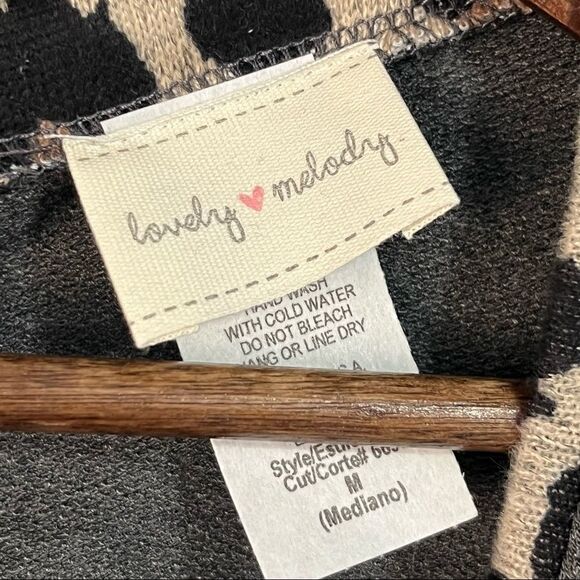 lovely melody
HAND WASH
WITH COLD WATER
DO NOT BLEACH
HANG OR LINE DRY
S.A.
Style/Estilo
Cut/Corte#
M
(Mediano)